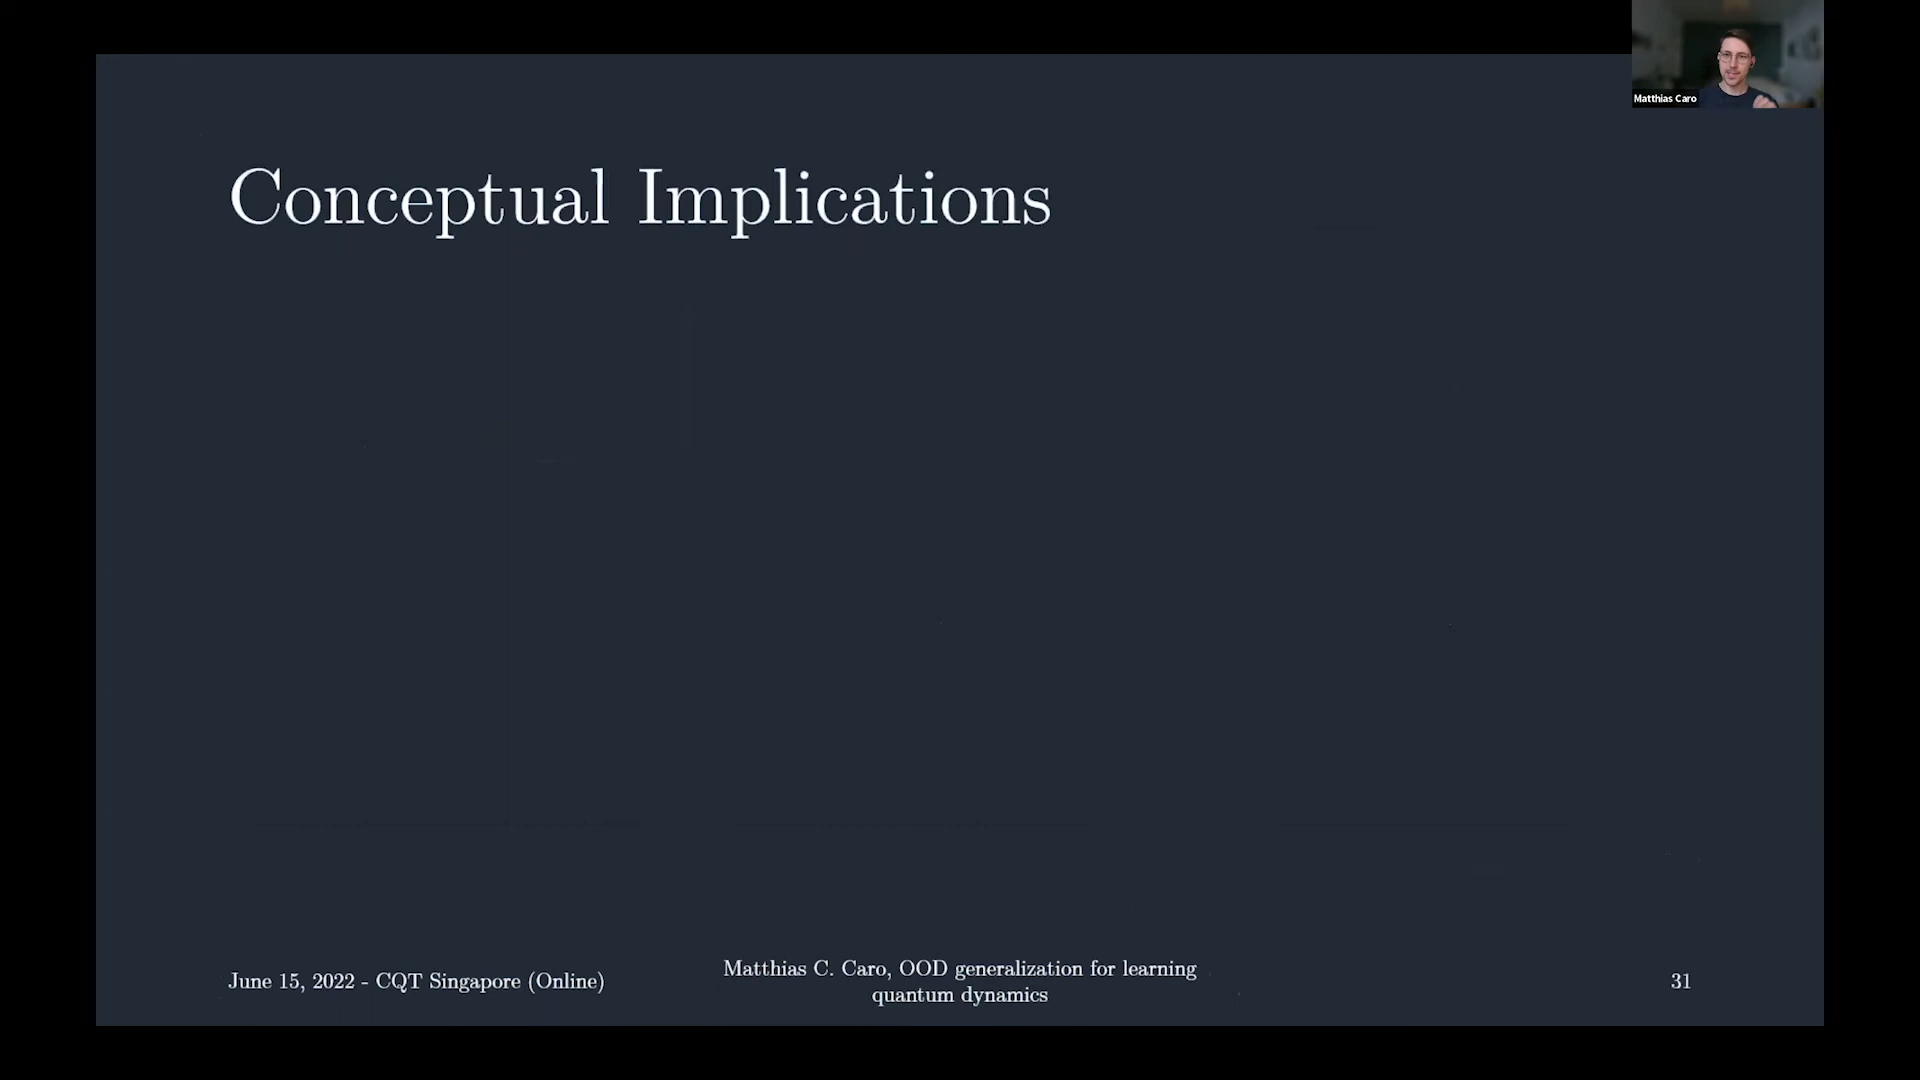 Matthias Caro
Conceptual Implications
June 15, 2022 - CQT Singapore (Online)
Matthias C. Caro, OOD generalization for learning
quantum dynamics
31